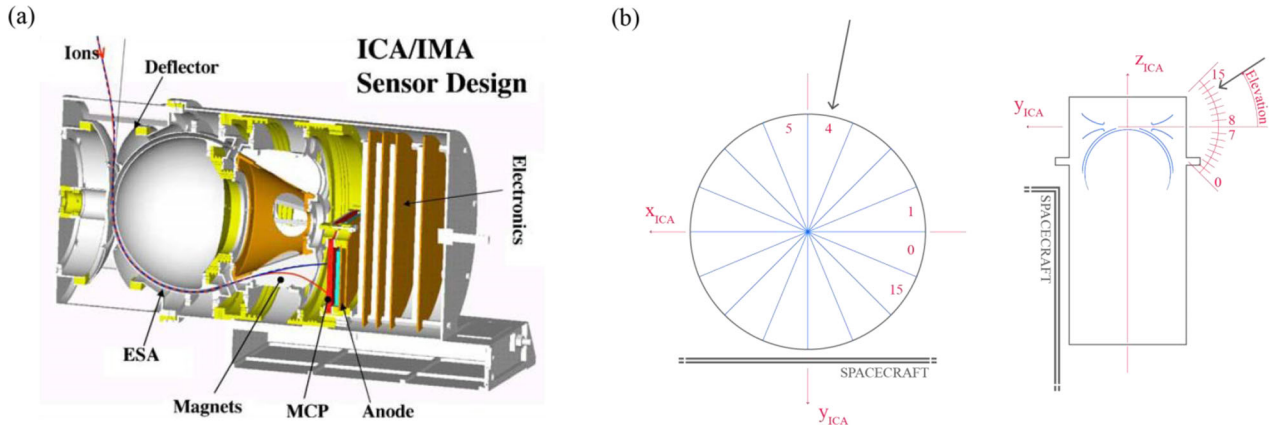 (a)
ICA/IMA
Sensor Design
Ions
Deflector
Electronics
ESA
Magnets
MCP
Anode
(b)
5
4
1
0
15
XICA
SPACECRAFT
yICA
ZICA
yICA
15
Elevation
8
7
0
SPACECRAFT